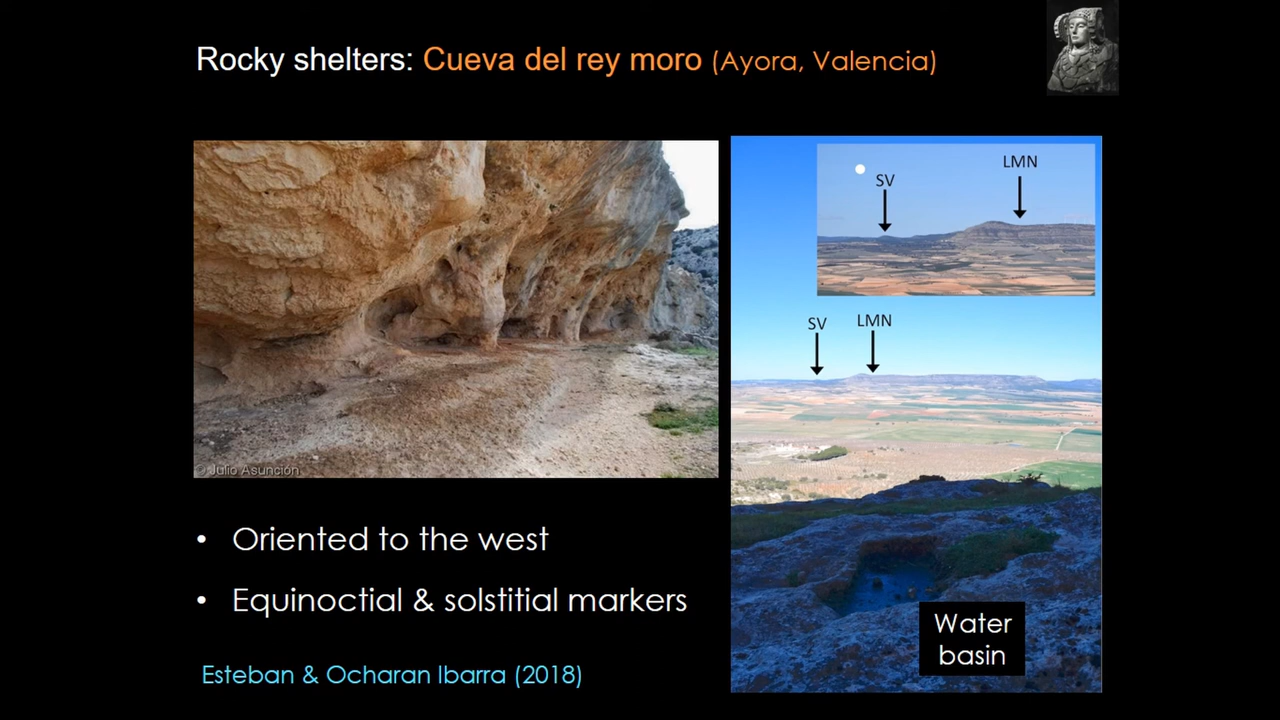 Rocky shelters: Cueva del rey moro (Ayora, Valencia)
© Julio Asunción
SV
LMN
SV
LMN
Water
basin
• Oriented to the west
• Equinoctial & solstitial markers
Esteban & Ocharan Ibarra (2018)